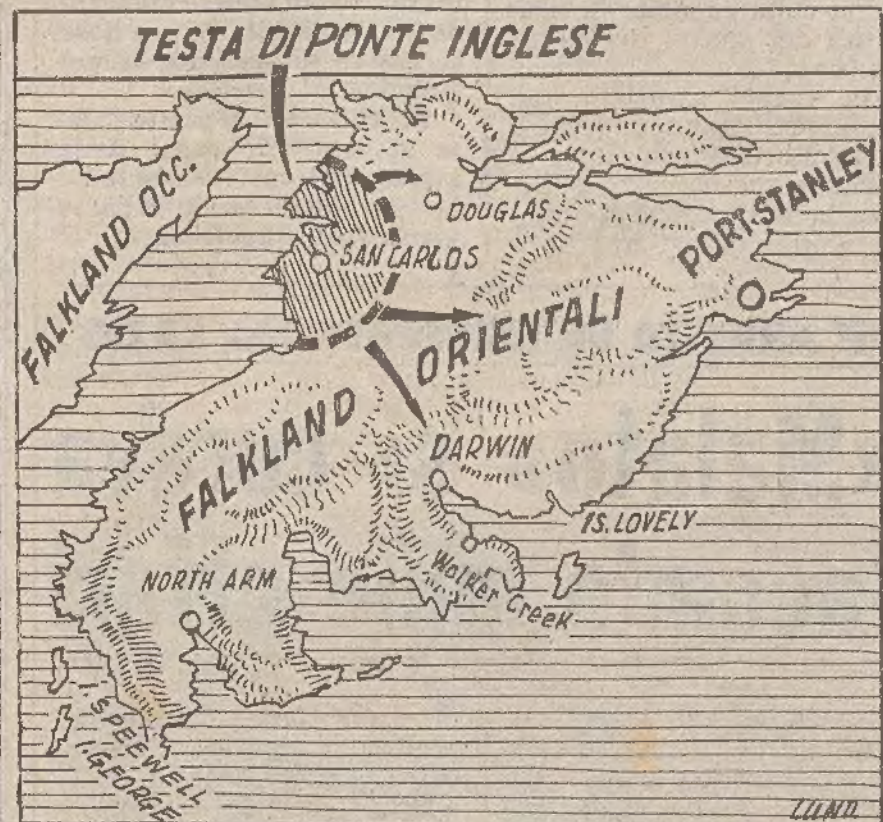 TESTA DI PONTE INGLESE
FALKLAND OCC.
DOUGLAS
SAN CARLOS
PORT-STANLEY
FALKLAND ORIENTALI
DARWIN
IS. LOVELY
Walker Creek
NORTH ARM
I. SPEEWELL
I. GEORGE